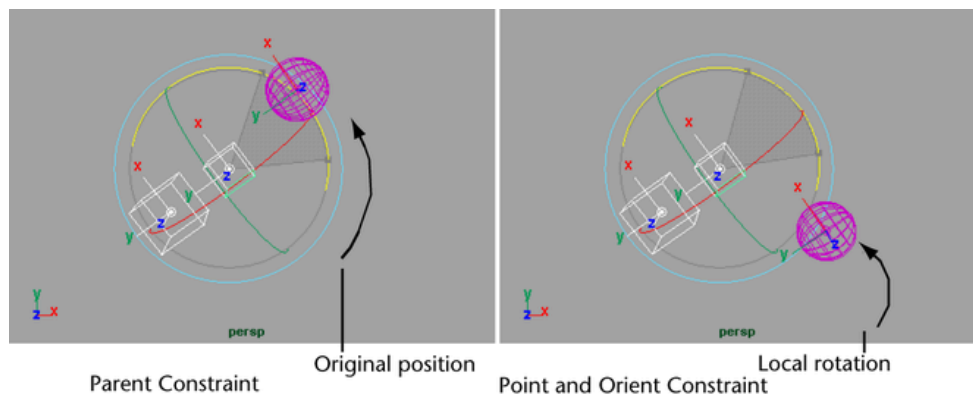 x
z
y
x
x
z
y
z
y
y
z x
persp
Original position
Parent Constraint
x
x
z
y
z
y
x
z
y
y
z x
persp
Local rotation
Point and Orient Constraint